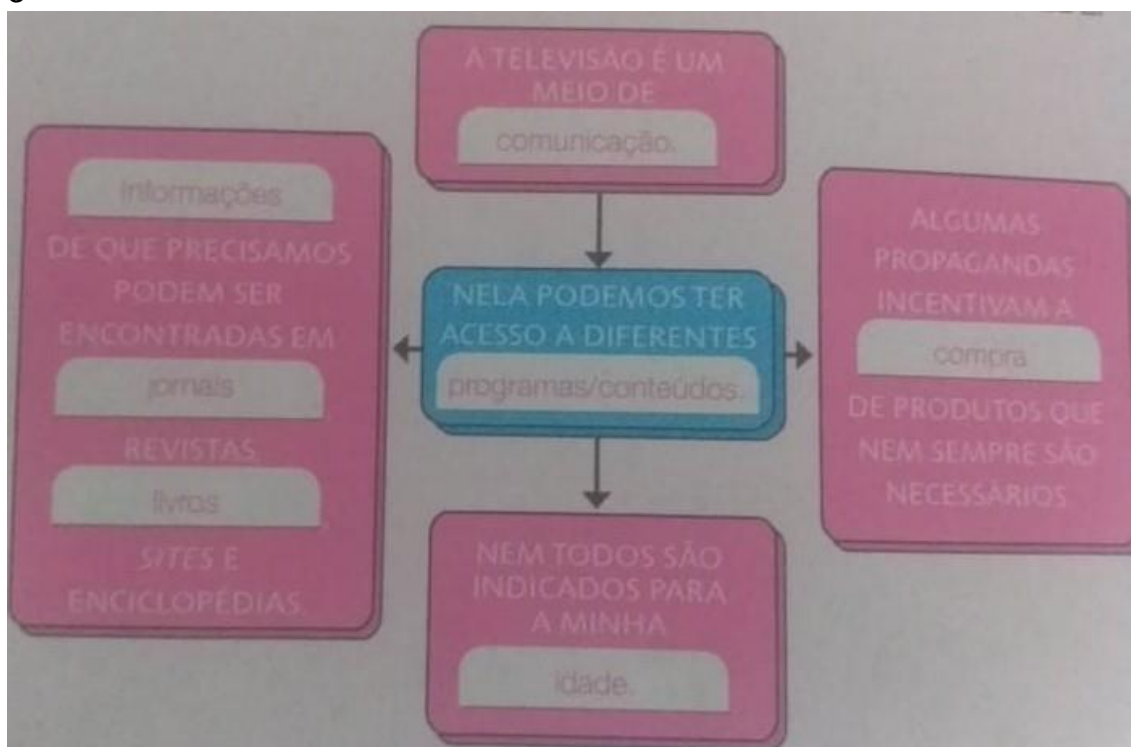 A TELEVISÃO É UM
MEIO DE
comunicação.
informações
DE QUE PRECISAMOS
PODEM SER
ENCONTRADAS EM
jornais
REVISTAS,
livros
SITES E
ENCICLOPÉDIAS.
NELA PODEMOS TER
ACESSO A DIFERENTES
programas/conteúdos.
ALGUMAS
PROPAGANDAS
INCENTIVAM A
compra
DE PRODUTOS QUE
NEM SEMPRE SÃO
NECESSÁRIOS.
NEM TODOS SÃO
INDICADOS PARA
A MINHA
idade.